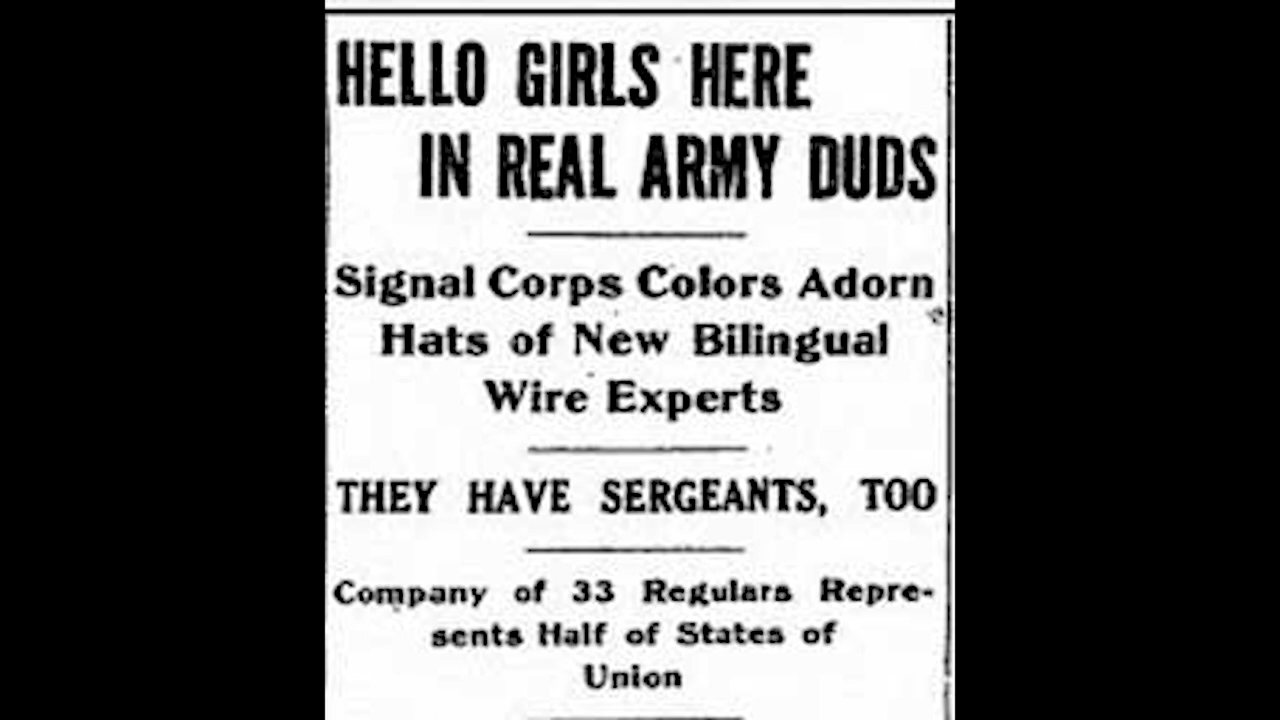 HELLO GIRLS HERE
IN REAL ARMY DUDS
Signal Corps Colors Adorn
Hats of New Bilingual
Wire Experts
THEY HAVE SERGEANTS, TOO
Company of 33 Regulars Repre-
sents Half of States of
Union